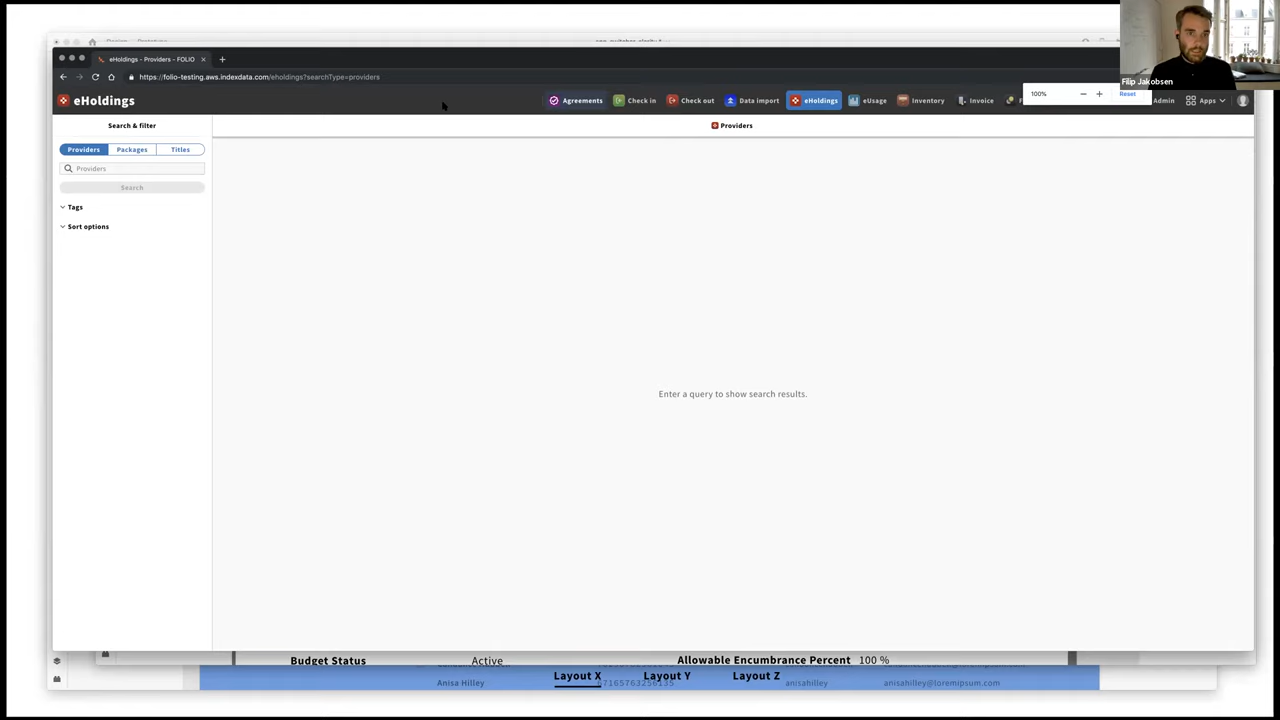 eHoldings - Providers - FOLIO
https://folio-testing.aws.indexdata.com/eholdings?searchType=providers
Filip Jakobsen
100%
Reset
eHoldings
Agreements
Check in
Check out
Data import
eHoldings
eUsage
Inventory
Invoice
Admin
Apps
Search & filter
Providers
Providers
Packages
Titles
Providers
Search
Tags
Sort options
Enter a query to show search results.
Budget Status
Active
Allowable Encumbrance Percent
100 %
Layout X
Layout Y
Layout Z
Anisa Hilley
67165763256135
anisahilley
anisahilley@loremipsum.com